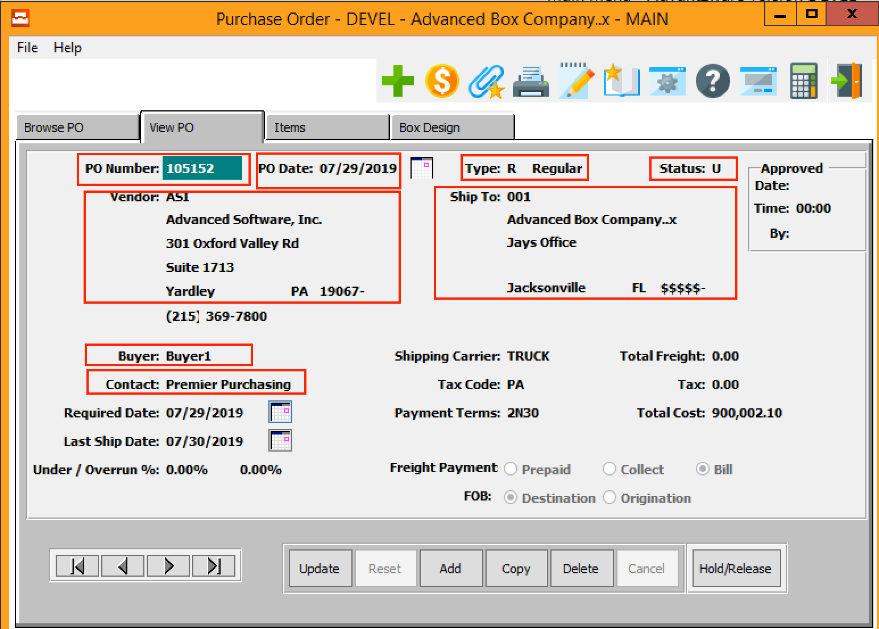 Purchase Order - DEVEL - Advanced Box Company..x - MAIN
File Help
Browse PO View PO Items Box Design
PO Number: 105152 PO Date: 07/29/2019 Type: R Regular Status: U Approved
Date:
Vendor: ASI Ship To: 001
Time: 00:00
Advanced Software, Inc. Advanced Box Company..x
By:
301 Oxford Valley Rd Jays Office
Suite 1713
Yardley PA 19067- Jacksonville FL $$$$$-
(215) 369-7800
Buyer: Buyer1 Shipping Carrier: TRUCK Total Freight: 0.00
Contact: Premier Purchasing Tax Code: PA Tax: 0.00
Required Date: 07/29/2019 Payment Terms: 2N30 Total Cost: 900,002.10
Last Ship Date: 07/30/2019
Under / Overrun %: 0.00% 0.00% Freight Payment Prepaid Collect Bill
FOB: Destination Origination
Update Reset Add Copy Delete Cancel Hold/Release